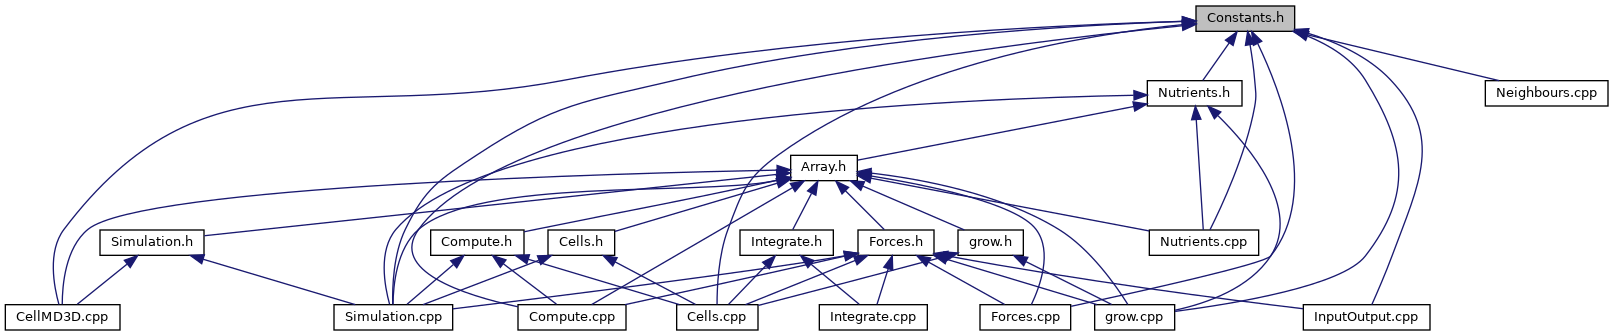 Constants.h
Nutrients.h
Neighbours.cpp
Array.h
Simulation.h
Compute.h
Cells.h
Integrate.h
Forces.h
grow.h
Nutrients.cpp
CellMD3D.cpp
Simulation.cpp
Compute.cpp
Cells.cpp
Integrate.cpp
Forces.cpp
grow.cpp
InputOutput.cpp